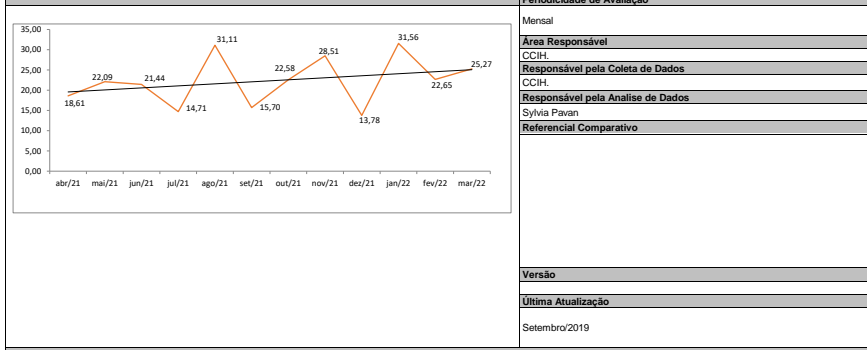 Periodicidade de Avaliação
Mensal
Área Responsável
CCIH.
Responsável pela Coleta de Dados
CCIH.
Responsável pela Analise de Dados
Sylvia Pavan
Referencial Comparativo
Versão
Última Atualização
Setembro/2019
35,00
30,00
25,00
20,00
15,00
10,00
5,00
0,00
18,61
22,09
21,44
14,71
31,11
15,70
22,58
28,51
13,78
31,56
22,65
25,27
abr/21 mai/21 jun/21 jul/21 ago/21 set/21 out/21 nov/21 dez/21 jan/22 fev/22 mar/22